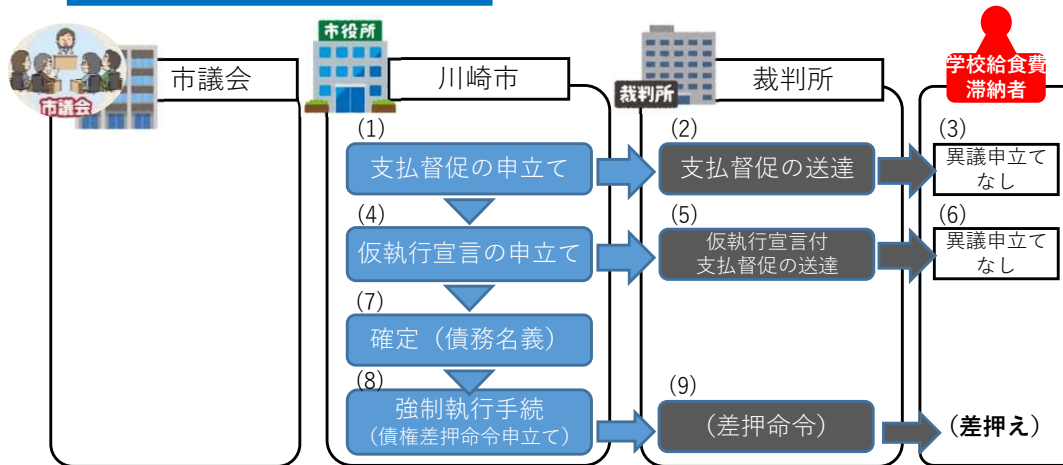 市議会
市議会
市役所
川崎市
裁判所
裁判所
学校給食費
滞納者
(1)
支払督促の申立て
(2)
支払督促の送達
(3)
異議申立て
なし
(4)
仮執行宣言の申立て
(5)
仮執行宣言付
支払督促の送達
(6)
異議申立て
なし
(7)
確定（債務名義）
(8)
強制執行手続
(債権差押命令申立て)
(9)
(差押命令)
(差押え)